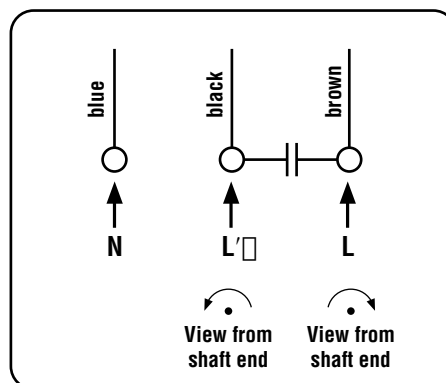 blue
black
brown
N
L'
L
View from
shaft end
View from
shaft end